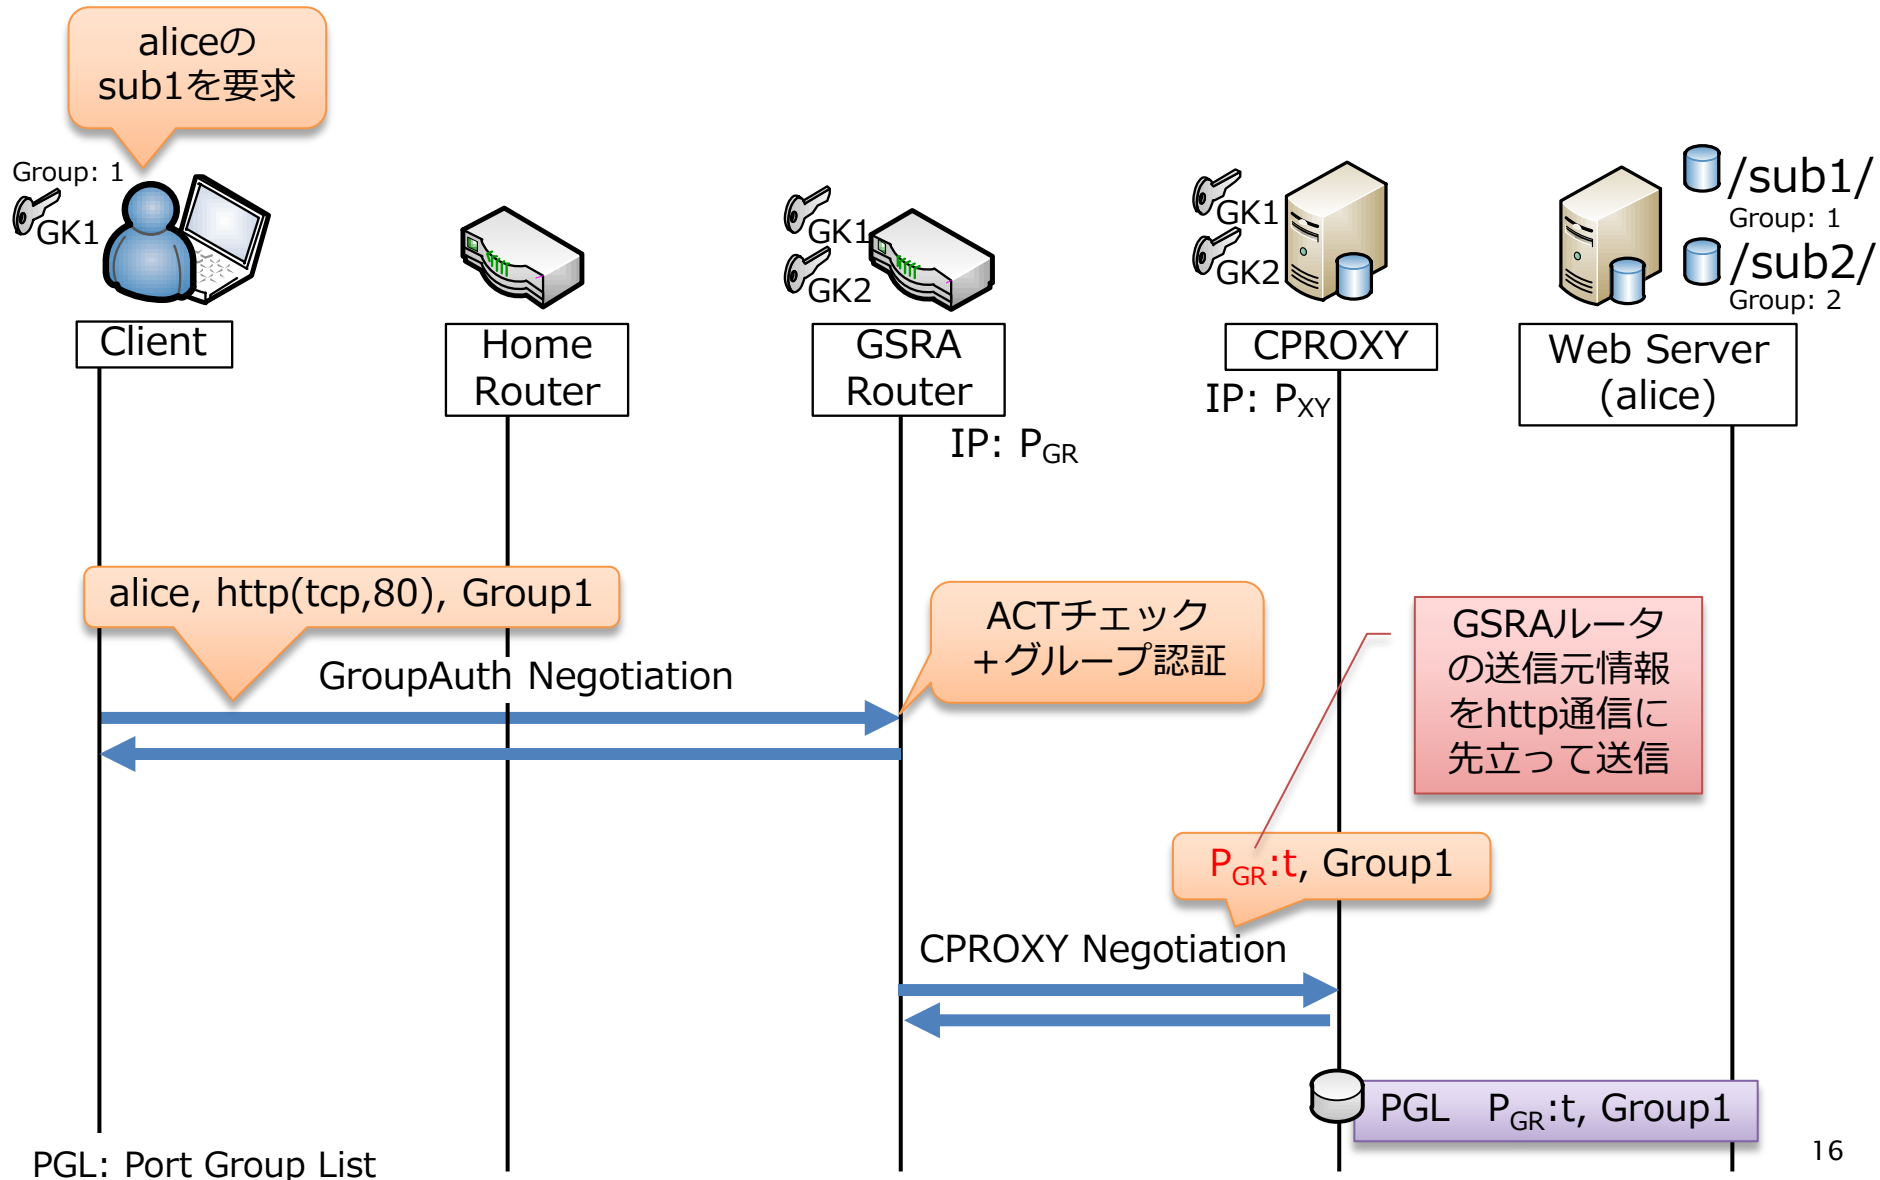 aliceの
sub1を要求
Group: 1
GK1
GK1
GK2
GK1
GK2
/sub1/
Group: 1
/sub2/
Group: 2
Client
Home
Router
GSRA
Router
CPROXY
Web Server
(alice)
IP: PGR
IP: PXY
alice, http(tcp,80), Group1
GroupAuth Negotiation
ACTチェック
+グループ認証
GSRAルータ
の送信元情報
をhttp通信に
先立って送信
PGR:t, Group1
CPROXY Negotiation
PGL PGR:t, Group1
PGL: Port Group List
16